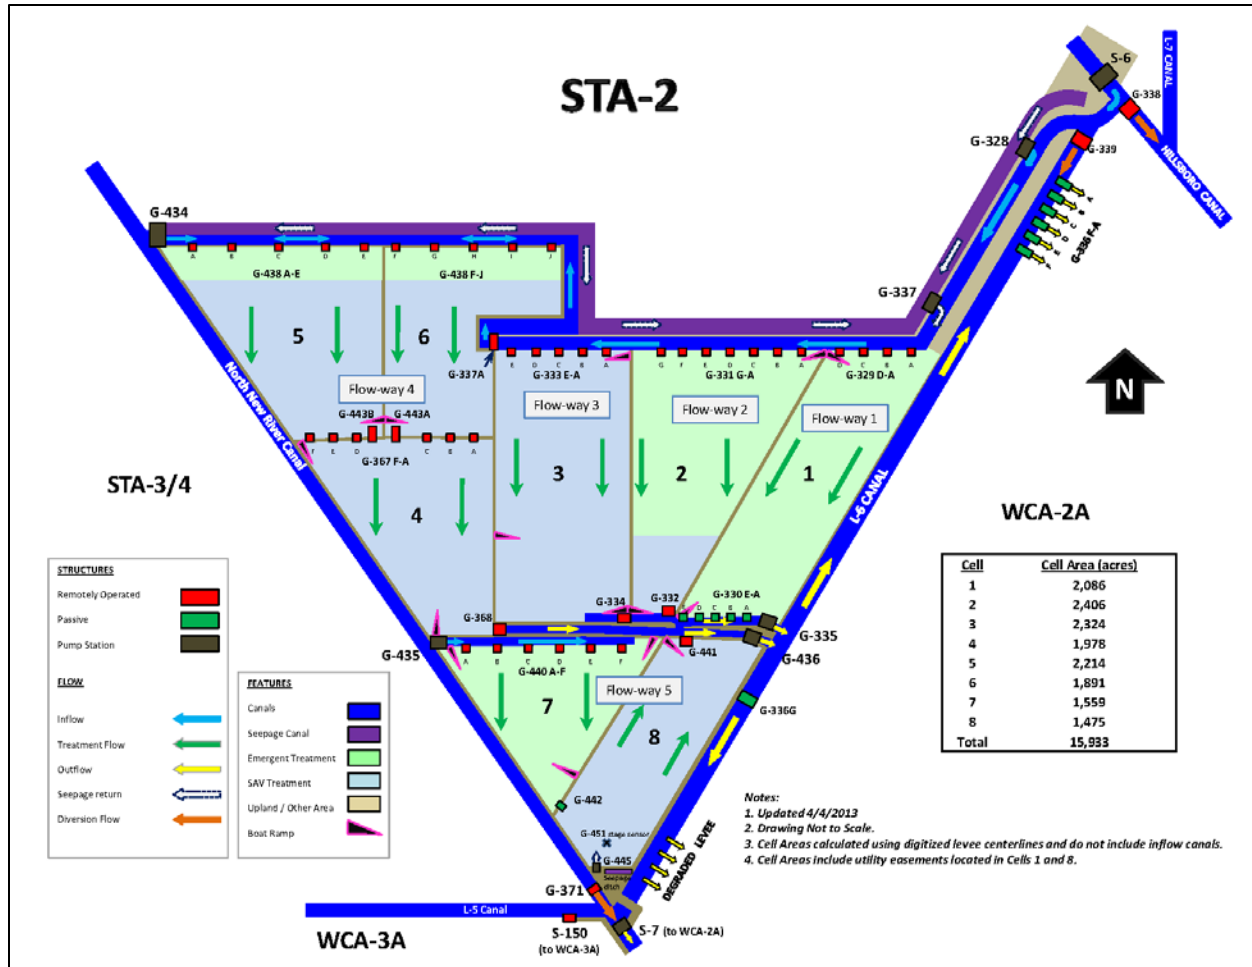 STA-2
S-6
L-7 CANAL
G-338
G-328
G-339
HILLSBORO CANAL
A
B
C
D
E
F
G-336 F-A
G-434
A B C D E F G H I J
G-438 A-E
G-438 F-J
G-337
5
6
G-337A
E D C B A
G-333 E-A
G F E D C B A
G-331 G-A
D C B A
G-329 D-A
Flow-way 4
Flow-way 3
Flow-way 2
Flow-way 1
N
G-443B
G-443A
F E D C B A
G-367 F-A
North New River Canal
3
2
1
STA-3/4
4
L-6 CANAL
WCA-2A
STRUCTURES
Remotely Operated
Passive
Pump Station
FLOW
Inflow
Treatment Flow
Outflow
Seepage return
Diversion Flow
FEATURES
Canals
Seepage Canal
Emergent Treatment
SAV Treatment
Upland / Other Area
Boat Ramp
Cell Cell Area (acres)
1 2,086
2 2,406
3 2,324
4 1,978
5 2,214
6 1,891
7 1,559
8 1,475
Total 15,933
G-334
G-332
G-330 E-A
E D C B A
G-368
G-335
G-435
G-441
G-436
A B C D E F
G-440 A-F
Flow-way 5
7
8
G-336G
G-442
G-451 stage sensor
G-445
Seepage
ditch
DEGRADED LEVEE
G-371
L-5 Canal
WCA-3A
S-150
(to WCA-3A)
S-7 (to WCA-2A)
Notes:
1. Updated 4/4/2013
2. Drawing Not to Scale.
3. Cell Areas calculated using digitized levee centerlines and do not include inflow canals.
4. Cell Areas include utility easements located in Cells 1 and 8.